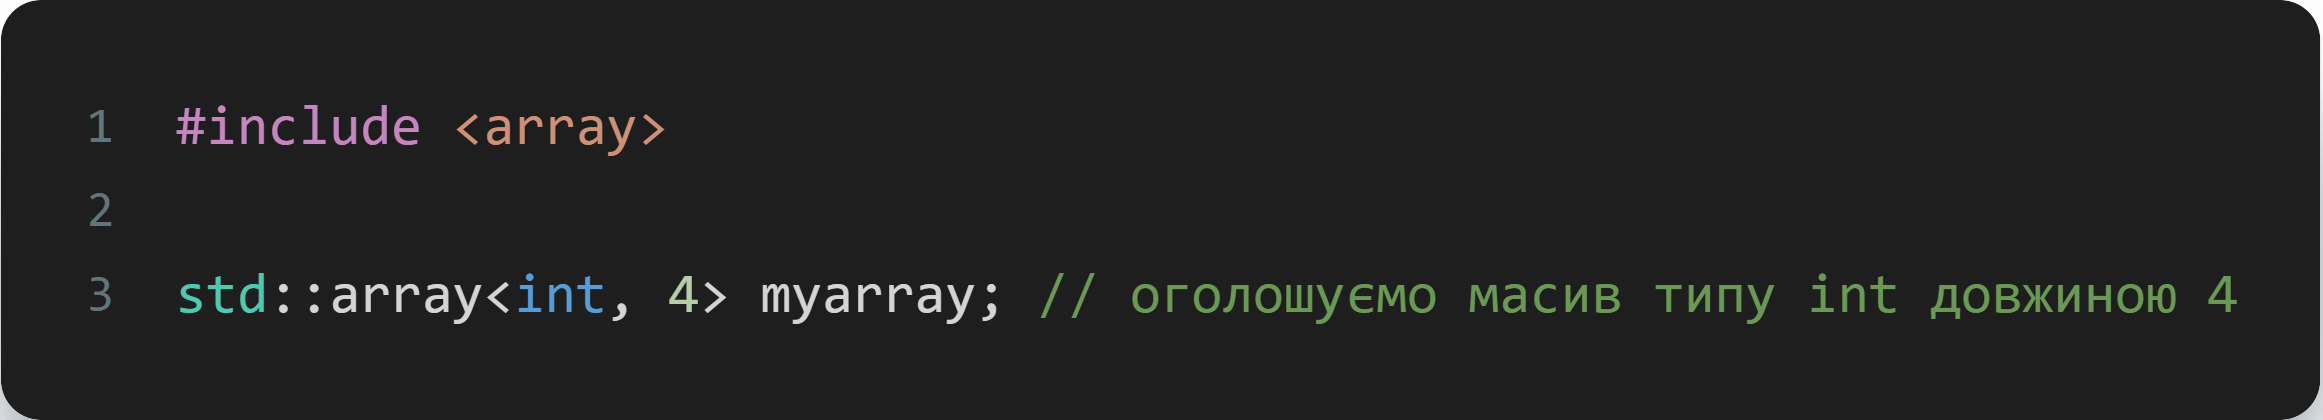 1 #include <array>
2
3 std::array<int, 4> myarray; // оголошуємо масив типу int довжиною 4